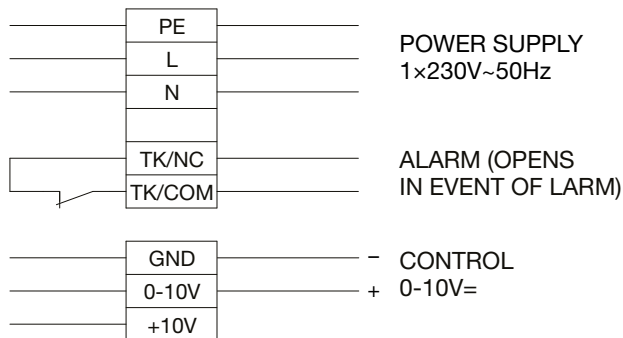 PE
L
N
POWER SUPPLY
1×230V~50Hz
TK/NC
TK/COM
ALARM (OPENS
IN EVENT OF LARM)
GND
0-10V
+10V
− CONTROL
+ 0-10V=